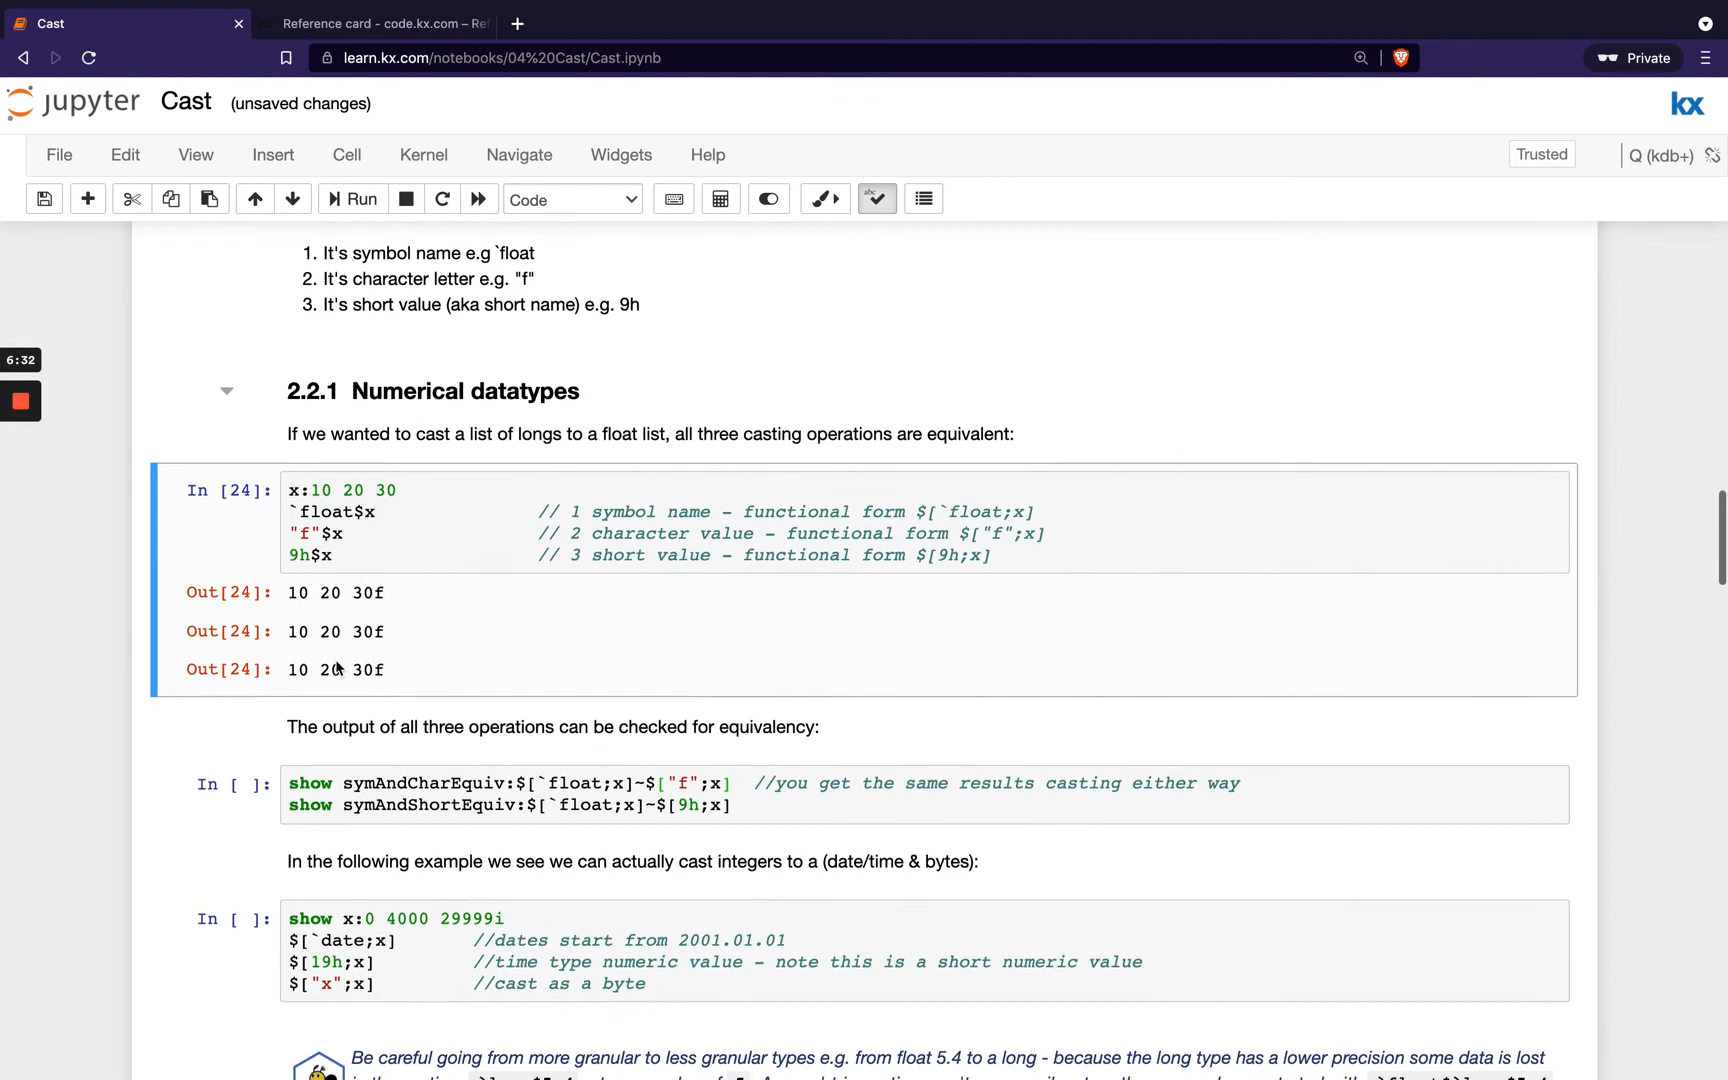 Cast
Reference card - code.kx.com – Re
learn.kx.com/notebooks/04%20Cast/Cast.ipynb
Private
jupyter Cast (unsaved changes)
kx
File Edit View Insert Cell Kernel Navigate Widgets Help
Trusted
Q (kdb+)
Run
Code
abc
1. It's symbol name e.g `float
2. It's character letter e.g. "f"
3. It's short value (aka short name) e.g. 9h
6:32
2.2.1 Numerical datatypes
If we wanted to cast a list of longs to a float list, all three casting operations are equivalent:
In [24]: x:10 20 30
`float$x // 1 symbol name – functional form $[`float;x]
"f"$x // 2 character value – functional form $["f";x]
9h$x // 3 short value – functional form $[9h;x]
Out[24]: 10 20 30f
Out[24]: 10 20 30f
Out[24]: 10 20 30f
The output of all three operations can be checked for equivalency:
In [ ]: show symAndCharEquiv:$[`float;x]~$["f";x] //you get the same results casting either way
show symAndShortEquiv:$[`float;x]~$[9h;x]
In the following example we see we can actually cast integers to a (date/time & bytes):
In [ ]: show x:0 4000 29999i
$[`date;x] //dates start from 2001.01.01
$[19h;x] //time type numeric value – note this is a short numeric value
$["x";x] //cast as a byte
Be careful going from more granular to less granular types e.g. from float 5.4 to a long - because the long type has a lower precision some data is lost